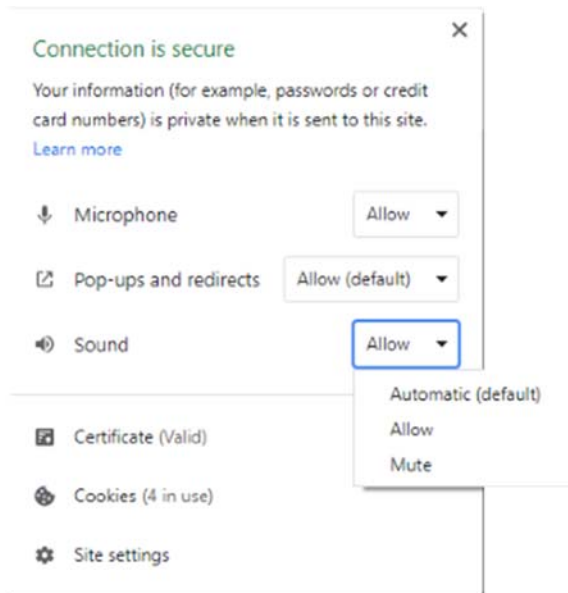 Connection is secure
Your information (for example, passwords or credit
card numbers) is private when it is sent to this site.
Learn more
Microphone Allow
Pop-ups and redirects Allow (default)
Sound Allow
Automatic (default)
Allow
Mute
Certificate (Valid)
Cookies (4 in use)
Site settings